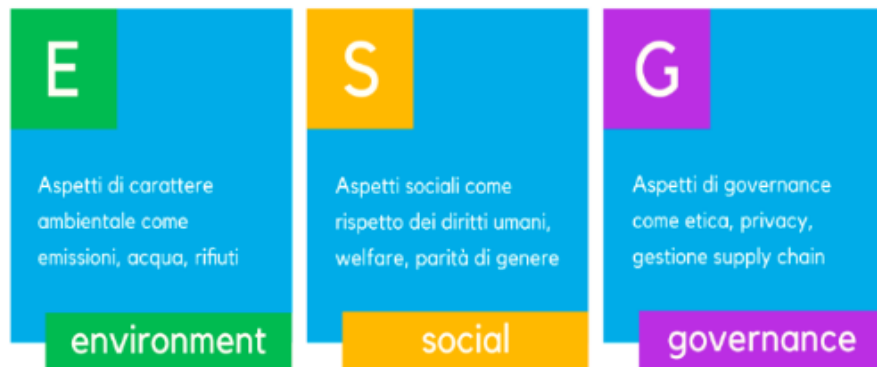 E
Aspetti di carattere
ambientale come
emissioni, acqua, rifiuti
environment
S
Aspetti sociali come
rispetto dei diritti umani,
welfare, parità di genere
social
G
Aspetti di governance
come etica, privacy,
gestione supply chain
governance